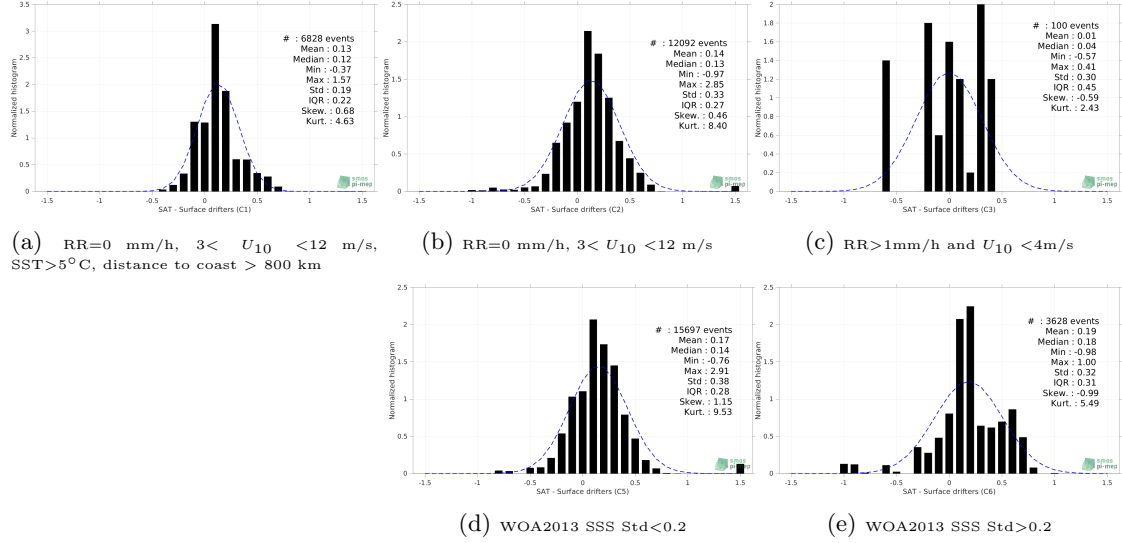 3.5
3
2.5
2
1.5
1
0.5
0
Normalized histogram
# : 6828 events
Mean : 0.13
Median : 0.12
Min : -0.37
Max : 1.57
Std : 0.19
IQR : 0.22
Skew. : 0.68
Kurt. : 4.63
smos
pi-mep
-1.5 -1 -0.5 0 0.5 1 1.5
SAT - Surface drifters (C1)
(a) RR=0 mm/h, 3< U10 <12 m/s,
SST>5°C, distance to coast > 800 km
2.5
2
1.5
1
0.5
0
Normalized histogram
# : 12092 events
Mean : 0.14
Median : 0.13
Min : -0.97
Max : 2.85
Std : 0.33
IQR : 0.27
Skew. : 0.46
Kurt. : 8.40
smos
pi-mep
-1.5 -1 -0.5 0 0.5 1 1.5
SAT - Surface drifters (C2)
(b) RR=0 mm/h, 3< U10 <12 m/s
2
1.8
1.6
1.4
1.2
1
0.8
0.6
0.4
0.2
0
Normalized histogram
# : 100 events
Mean : 0.01
Median : 0.04
Min : -0.57
Max : 0.41
Std : 0.30
IQR : 0.45
Skew. : -0.59
Kurt. : 2.43
smos
pi-mep
-1.5 -1 -0.5 0 0.5 1 1.5
SAT - Surface drifters (C3)
(c) RR>1mm/h and U10 <4m/s
2.5
2
1.5
1
0.5
0
Normalized histogram
# : 15697 events
Mean : 0.17
Median : 0.14
Min : -0.76
Max : 2.91
Std : 0.38
IQR : 0.28
Skew. : 1.15
Kurt. : 9.53
smos
pi-mep
-1.5 -1 -0.5 0 0.5 1 1.5
SAT - Surface drifters (C5)
(d) WOA2013 SSS Std<0.2
2.5
2
1.5
1
0.5
0
Normalized histogram
# : 3628 events
Mean : 0.19
Median : 0.18
Min : -0.98
Max : 1.00
Std : 0.32
IQR : 0.31
Skew. : -0.99
Kurt. : 5.49
smos
pi-mep
-1.5 -1 -0.5 0 0.5 1 1.5
SAT - Surface drifters (C6)
(e) WOA2013 SSS Std>0.2